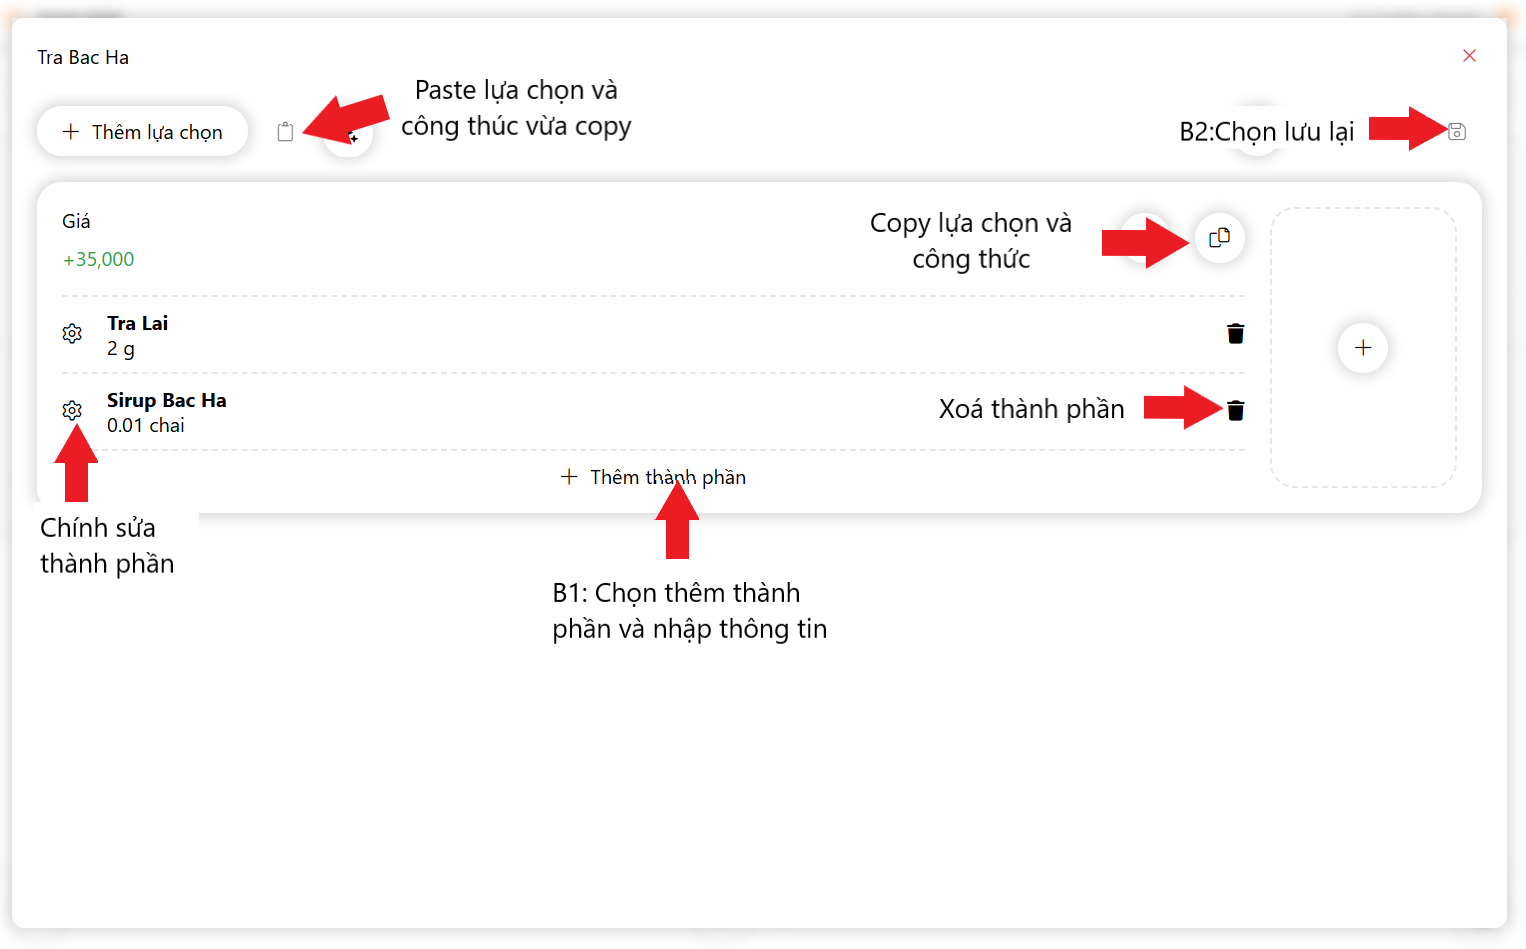 Tra Bac Ha
Paste lựa chọn và
công thúc vừa copy
Thêm lựa chọn
B2:Chọn lưu lại
Giá
+35,000
Copy lựa chọn và
công thức
Tra Lai
2 g
Sirup Bac Ha
0.01 chai
Xoá thành phần
Thêm thành phần
Chính sửa
thành phần
B1: Chọn thêm thành
phần và nhập thông tin